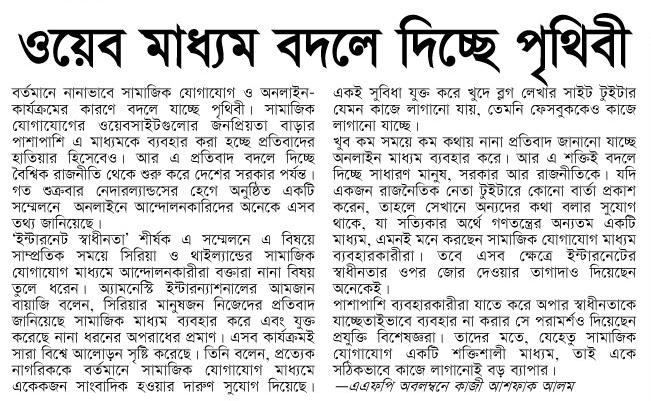 ওয়েব মাধ্যম বদলে দিচ্ছে পৃথিবী
বর্তমানে নানাভাবে সামাজিক যোগাযোগ ও অনলাইন-
কার্যক্রমের কারণে বদলে যাচ্ছে পৃথিবী। সামাজিক
যোগাযোগের ওয়েবসাইটগুলোর জনপ্রিয়তা বাড়ার
পাশাপাশি এ মাধ্যমকে ব্যবহার করা হচ্ছে প্রতিবাদের
হাতিয়ার হিসেবেও। আর এ প্রতিবাদ বদলে দিচ্ছে
বৈশ্বিক রাজনীতি থেকে শুরু করে দেশের সরকার পর্যন্ত।
গত শুক্রবার নেদারল্যান্ডসের হেগে অনুষ্ঠিত একটি
সম্মেলনে অনলাইনে আন্দোলনকারিদের অনেকে এসব
তথ্য জানিয়েছে।
'ইন্টারনেট স্বাধীনতা' শীর্ষক এ সম্মেলনে এ বিষয়ে
সাম্প্রতিক সময়ে সিরিয়া ও থাইল্যান্ডের সামাজিক
যোগাযোগ মাধ্যমে আন্দোলনকারীরা বক্তারা নানা বিষয়
তুলে ধরেন। অ্যামনেস্টি ইন্টারন্যাশনালের আমজান
বায়াজি বলেন, সিরিয়ার মানুষজন নিজেদের প্রতিবাদ
জানিয়েছে সামাজিক মাধ্যম ব্যবহার করে এবং যুক্ত
করেছে নানা ধরনের অপরাধের প্রমাণ। এসব কার্যক্রমই
সারা বিশ্বে আলোড়ন সৃষ্টি করেছে। তিনি বলেন, প্রত্যেক
নাগরিককে বর্তমানে সামাজিক যোগাযোগ মাধ্যমে
একেকজন সাংবাদিক হওয়ার দারুণ সুযোগ দিয়েছে।
একই সুবিধা যুক্ত করে খুদে ব্লগ লেখার সাইট টুইটার
যেমন কাজে লাগানো যায়, তেমনি ফেসবুককেও কাজে
লাগানো যাচ্ছে।
খুব কম সময়ে কম কথায় নানা প্রতিবাদ জানানো যাচ্ছে
অনলাইন মাধ্যম ব্যবহার করে। আর এ শক্তিই বদলে
দিচ্ছে সাধারণ মানুষ, সরকার আর রাজনীতিকে। যদি
একজন রাজনৈতিক নেতা টুইটারে কোনো বার্তা প্রকাশ
করেন, তাহলে সেখানে অন্যদের কথা বলার সুযোগ
থাকে, যা সত্যিকার অর্থে গণতন্ত্রের অন্যতম একটি
মাধ্যম, এমনই মনে করছেন সামাজিক যোগাযোগ মাধ্যম
ব্যবহারকারীরা। তবে এসব ক্ষেত্রে ইন্টারনেটের
স্বাধীনতার ওপর জোর দেওয়ার তাগাদাও দিয়েছেন
অনেকেই।
পাশাপাশি ব্যবহারকারীরা যাতে করে অপার স্বাধীনতাকে
যাচ্ছেতাইভাবে ব্যবহার না করার সে পরামর্শও দিয়েছেন
প্রযুক্তি বিশেষজ্ঞরা। তাদের মতে, যেহেতু সামাজিক
যোগাযোগ একটি শক্তিশালী মাধ্যম, তাই একে
সঠিকভাবে কাজে লাগানোই বড় ব্যাপার।
—এএফপি অবলম্বনে কাজী আশফাক আলম